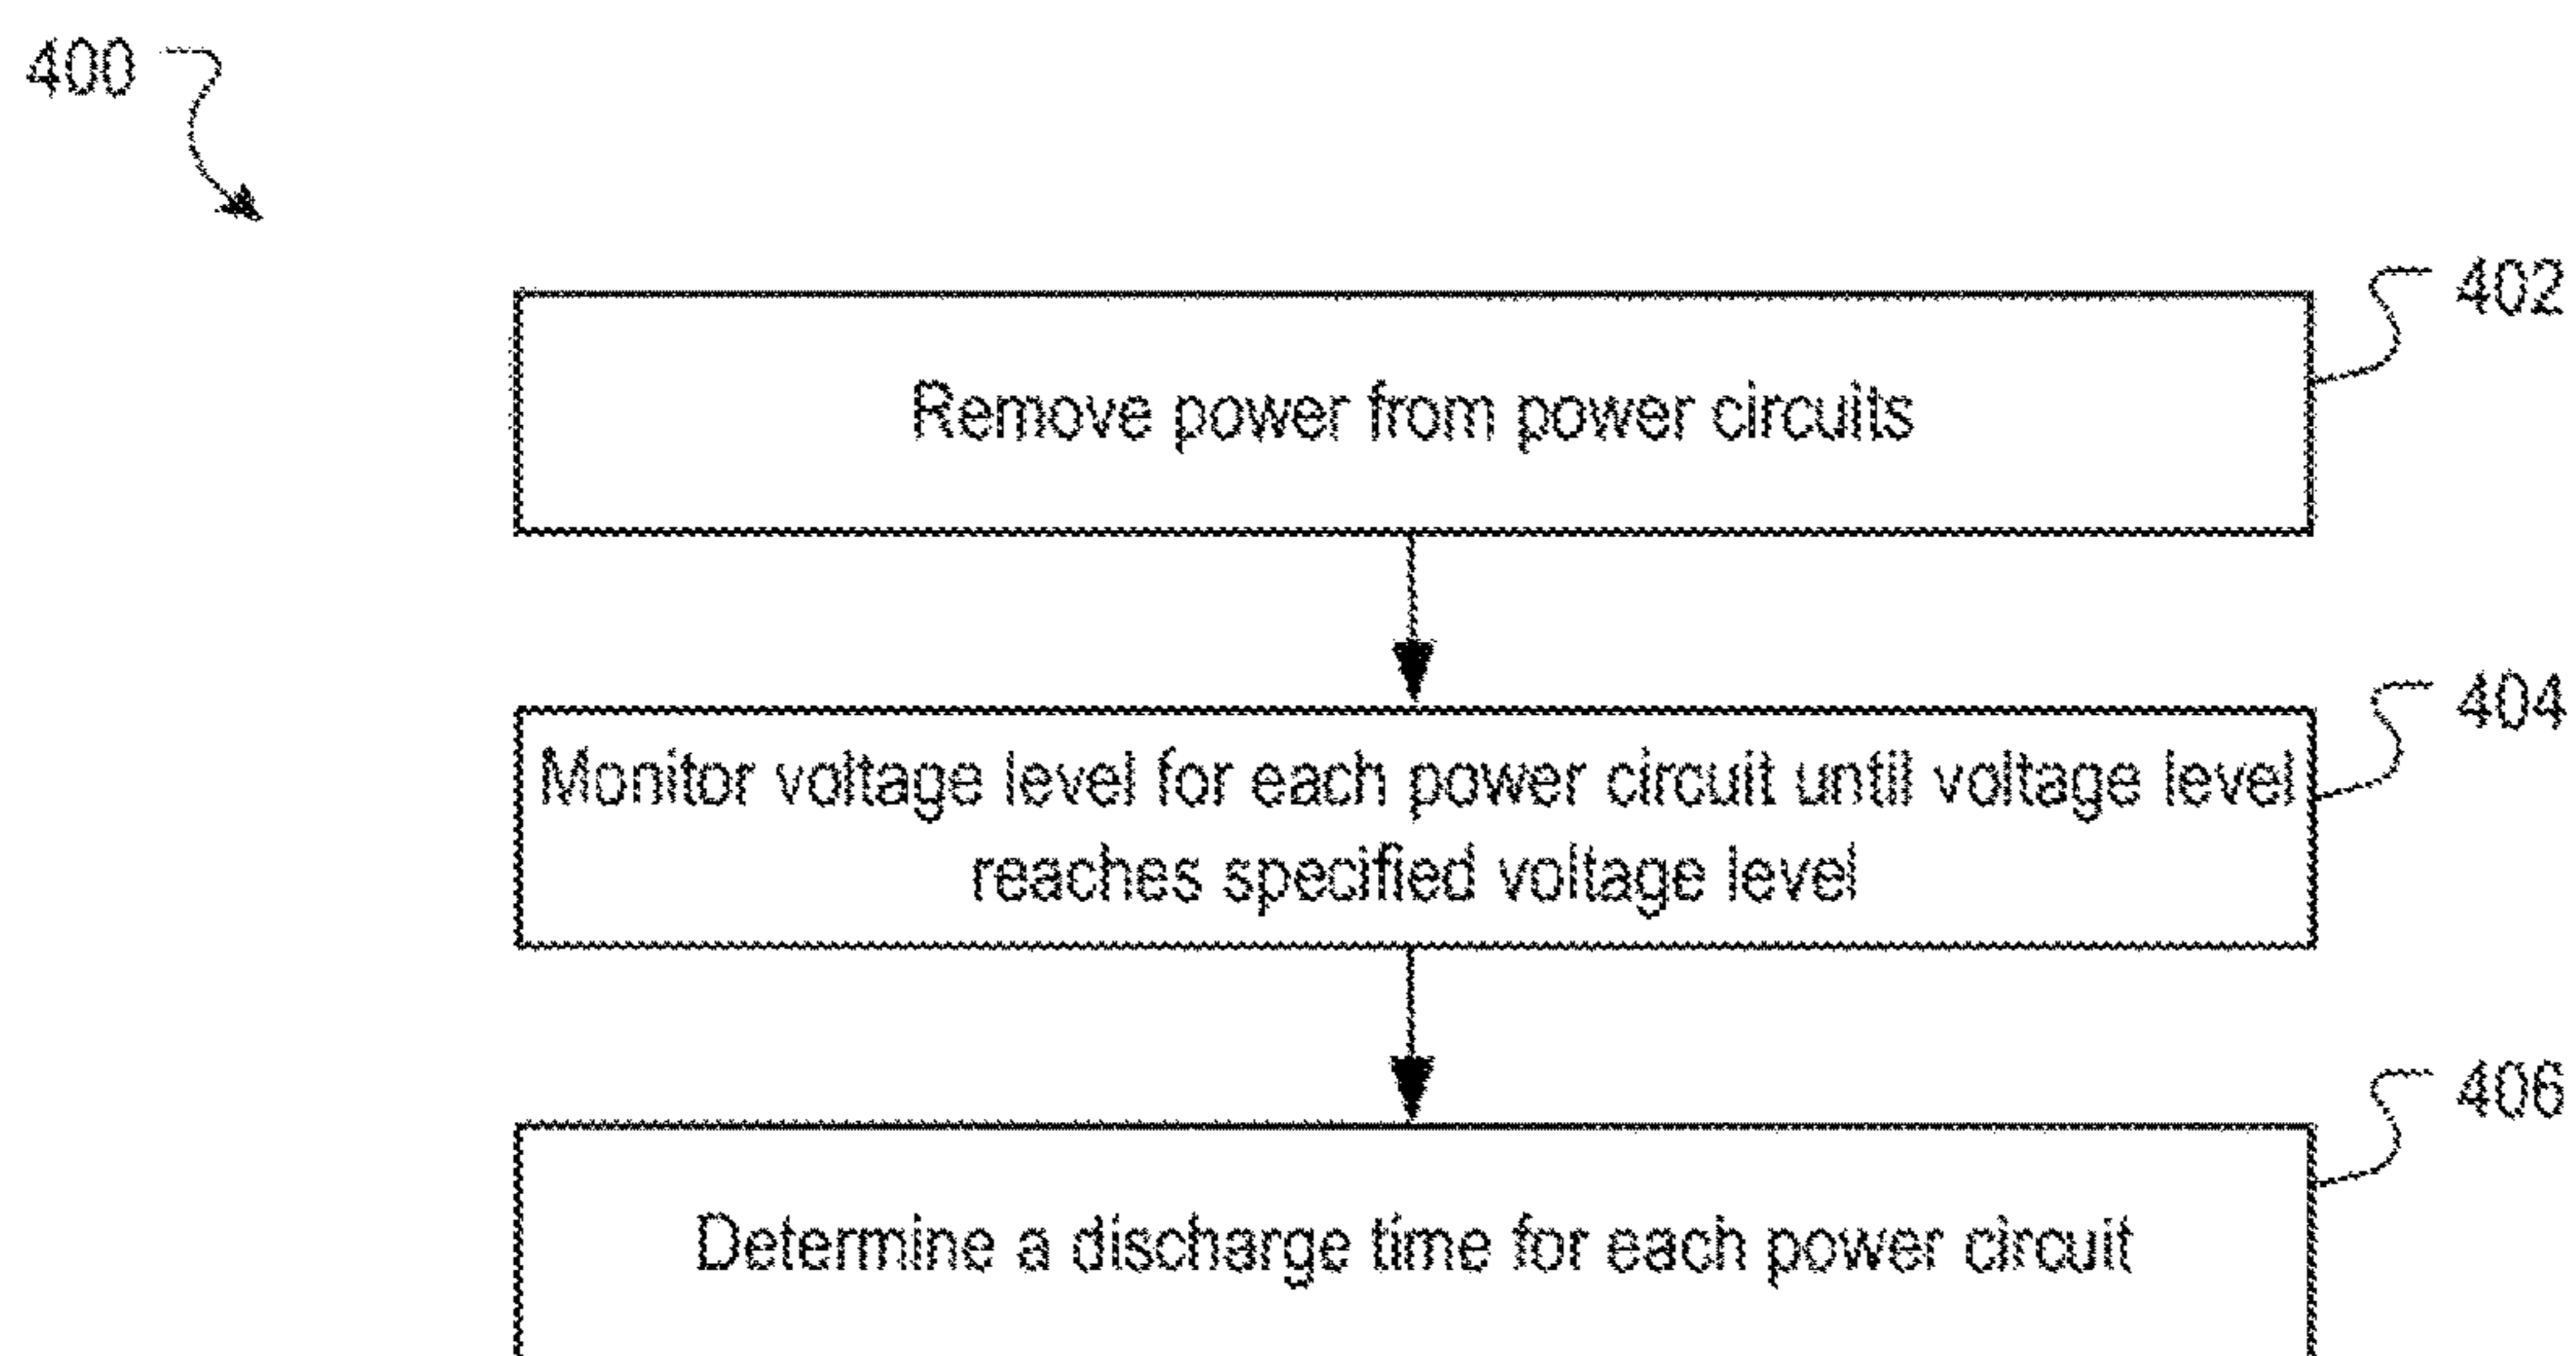 400
402
Remove power from power circuits
404
Monitor voltage level for each power circuit until voltage level
reaches specified voltage level
406
Determine a discharge time for each power circuit